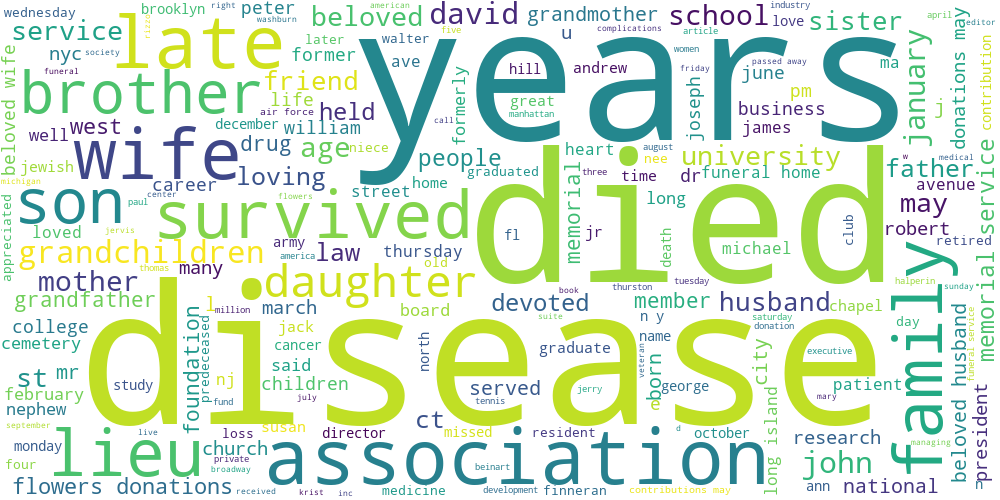 years
died
disease
late
wife
brother
son
survived
daughter
association
family
lieu
grandchildren
mother
grandfather
school
university
david
beloved
sister
service
friend
loving
held
age
law
people
father
may
january
john
national
foundation
flowers donations
husband
devoted
member
ct
st
mr
college
cemetery
february
nephew
monday
four
september
church
loss
director
missed
resident
october
research
president
beloved husband
memorial service
donations may
contribution
april
editor
industry
right
washburn
american
five
complications
article
women
friday
passed away
brooklyn
peter
grandmother
u
love
wednesday
rizzo
society
funeral
nyc
former
later
walter
ave
hill
andrew
june
ma
pm
business
james
joseph
formerly
great
manhattan
call
life
air force
december
william
drug
niece
well
west
jewish
michigan
beloved wife
appreciated
career
center
paul
street
home
graduated
heart
time
nee
dr
funeral home
august
three
long
memorial
jr
death
michael
club
fl
robert
avenue
retired
w
medical
j
loved
jervis
flowers
america
army
thursday
old
thomas
many
l
million
march
board
jack
cancer
said
nj
children
predeceased
study
fund
july
susan
private
live
broadway
received
krist
inc
medicine
beinart
development
finneran
contributions may
d
north
graduate
served
tennis
jerry
born
e
george
name
n y
veteran
book
thurston
tuesday
suite
saturday
donation
city
long island
chapel
day
halperin
sunday
funeral service
executive
patient
mary
ann
managing
n